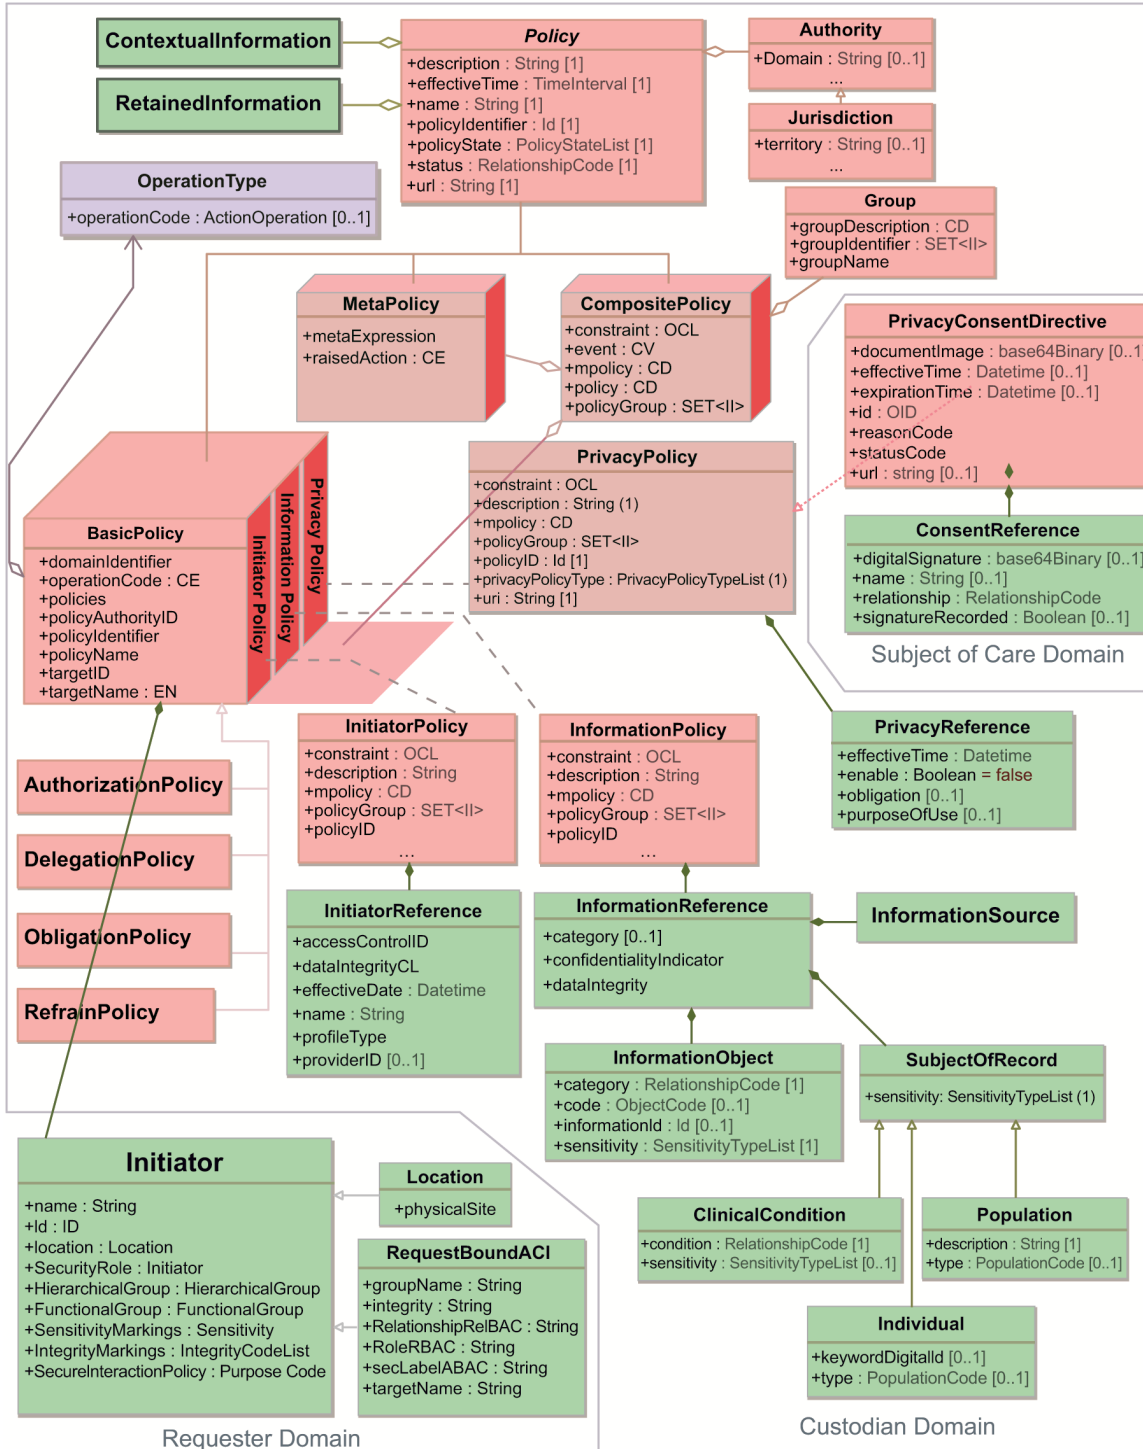 ContextualInformation
RetainedInformation
Policy
+description : String [1]
+effectiveTime : TimeInterval [1]
+name : String [1]
+policyIdentifier : Id [1]
+policyState : PolicyStateList [1]
+status : RelationshipCode [1]
+url : String [1]
Authority
+Domain : String [0..1]
...
Jurisdiction
+territory : String [0..1]
...
OperationType
+operationCode : ActionOperation [0..1]
Group
+groupDescription : CD
+groupIdentifier : SET<II>
+groupName
MetaPolicy
+metaExpression
+raisedAction : CE
CompositePolicy
+constraint : OCL
+event : CV
+mpolicy : CD
+policy : CD
+policyGroup : SET<II>
PrivacyConsentDirective
+documentImage : base64Binary [0..1]
+effectiveTime : Datetime [0..1]
+expirationTime : Datetime [0..1]
+id : OID
+reasonCode
+statusCode
+url : string [0..1]
ConsentReference
+digitalSignature : base64Binary [0..1]
+name : String [0..1]
+relationship : RelationshipCode
+signatureRecorded : Boolean [0..1]
Subject of Care Domain
BasicPolicy
+domainIdentifier
+operationCode : CE
+policies
+policyAuthorityID
+policyIdentifier
+policyName
+targetID
+targetName : EN
Initiator Policy
Information Policy
Privacy Policy
PrivacyPolicy
+constraint : OCL
+description : String (1)
+mpolicy : CD
+policyGroup : SET<II>
+policyID : Id [1]
+privacyPolicyType : PrivacyPolicyTypeList (1)
+uri : String [1]
AuthorizationPolicy
DelegationPolicy
ObligationPolicy
RefrainPolicy
InitiatorPolicy
+constraint : OCL
+description : String
+mpolicy : CD
+policyGroup : SET<II>
+policyID
...
InformationPolicy
+constraint : OCL
+description : String
+mpolicy : CD
+policyGroup : SET<II>
+policyID
...
PrivacyReference
+effectiveTime : Datetime
+enable : Boolean = false
+obligation [0..1]
+purposeOfUse [0..1]
InitiatorReference
+accessControlID
+dataIntegrityCL
+effectiveDate : Datetime
+name : String
+profileType
+providerID [0..1]
InformationReference
+category [0..1]
+confidentialityIndicator
+dataIntegrity
InformationSource
InformationObject
+category : RelationshipCode [1]
+code : ObjectCode [0..1]
+informationId : Id [0..1]
+sensitivity : SensitivityTypeList [1]
SubjectOfRecord
+sensitivity: SensitivityTypeList (1)
Initiator
+name : String
+Id : ID
+location : Location
+SecurityRole : Initiator
+HierarchicalGroup : HierarchicalGroup
+FunctionalGroup : FunctionalGroup
+SensitivityMarkings : Sensitivity
+IntegrityMarkings : IntegrityCodeList
+SecureInteractionPolicy : Purpose Code
Location
+physicalSite
RequestBoundACI
+groupName : String
+integrity : String
+RelationshipRelBAC : String
+RoleRBAC : String
+secLabelABAC : String
+targetName : String
Requester Domain
ClinicalCondition
+condition : RelationshipCode [1]
+sensitivity : SensitivityTypeList [0..1]
Population
+description : String [1]
+type : PopulationCode [0..1]
Individual
+keywordDigitalId [0..1]
+type : PopulationCode [0..1]
Custodian Domain